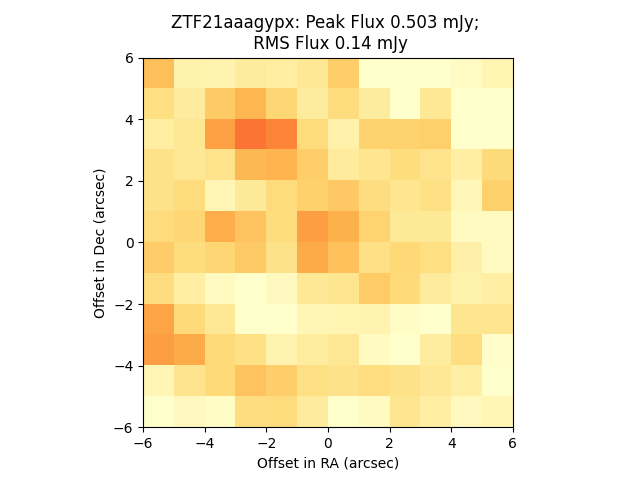 ZTF21aaagypx: Peak Flux 0.503 mJy;
RMS Flux 0.14 mJy
6
4
2
0
−2
−4
−6
Offset in Dec (arcsec)
−6 −4 −2 0 2 4 6
Offset in RA (arcsec)